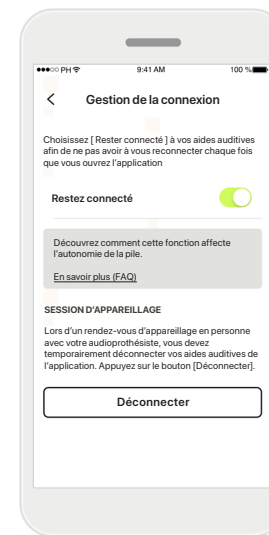 PH 9:41 AM 100 %
Gestion de la connexion
Choisissez [ Rester connecté ] à vos aides auditives
afin de ne pas avoir à vous reconnecter chaque fois
que vous ouvrez l'application
Restez connecté
Découvrez comment cette fonction affecte
l'autonomie de la pile.
En savoir plus (FAQ)
SESSION D'APPAREILLAGE
Lors d'un rendez-vous d'appareillage en personne
avec votre audioprothésiste, vous devez
temporairement déconnecter vos aides auditives de
l'application. Appuyez sur le bouton [Déconnecter].
Déconnecter